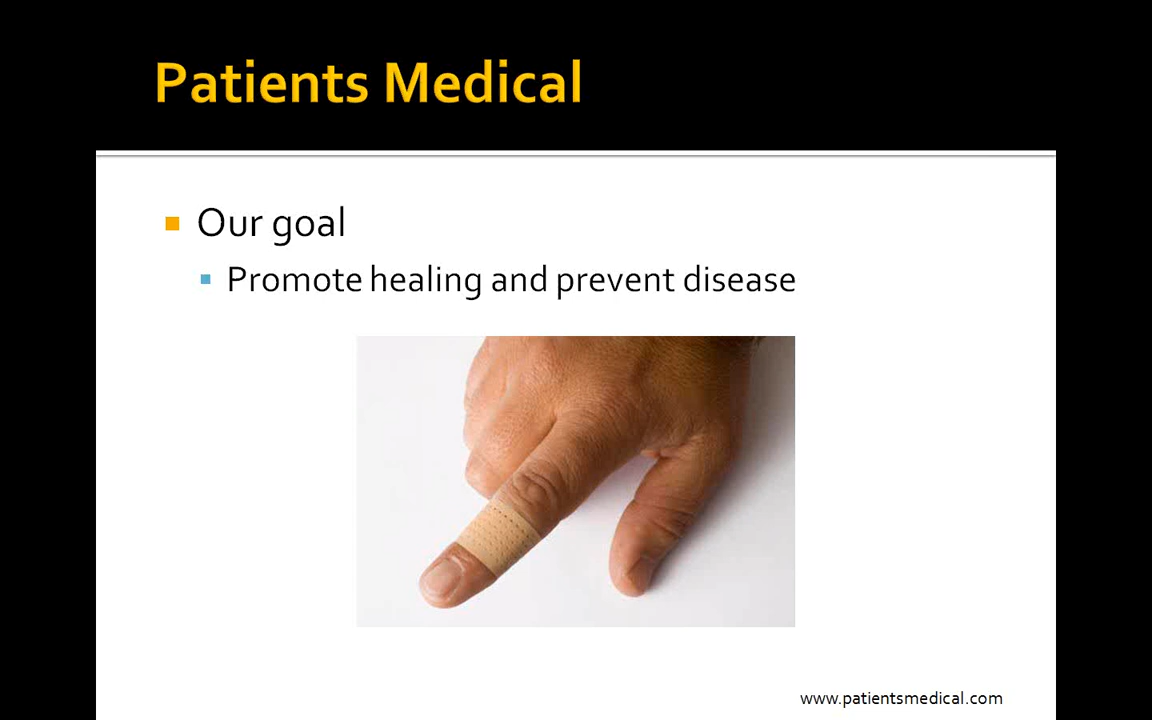 Patients Medical
Our goal
Promote healing and prevent disease
www.patientsmedical.com